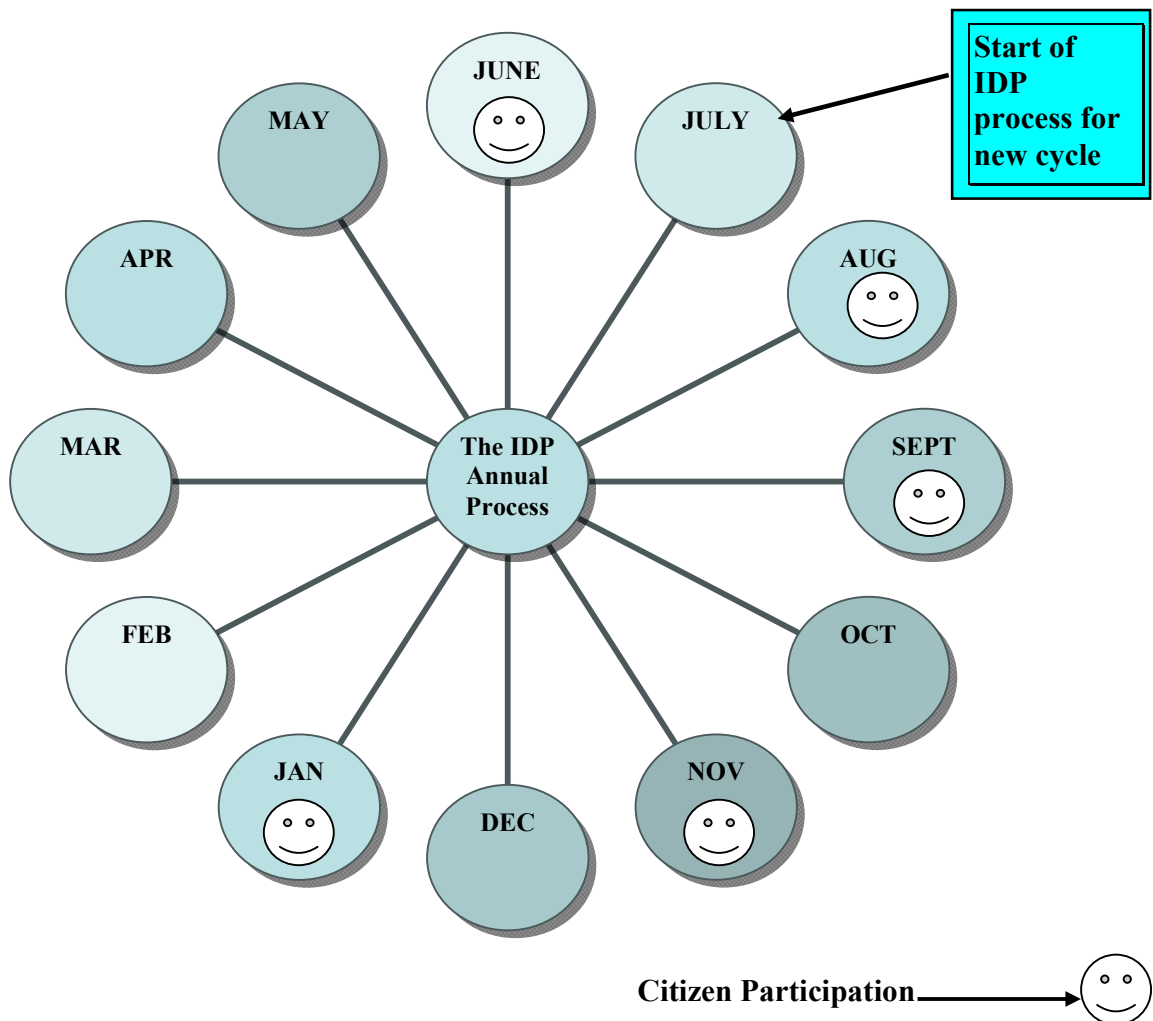 JUNE
JULY
Start of
IDP
process for
new cycle
MAY
AUG
APR
SEPT
MAR
The IDP
Annual
Process
OCT
FEB
NOV
JAN
DEC
Citizen Participation